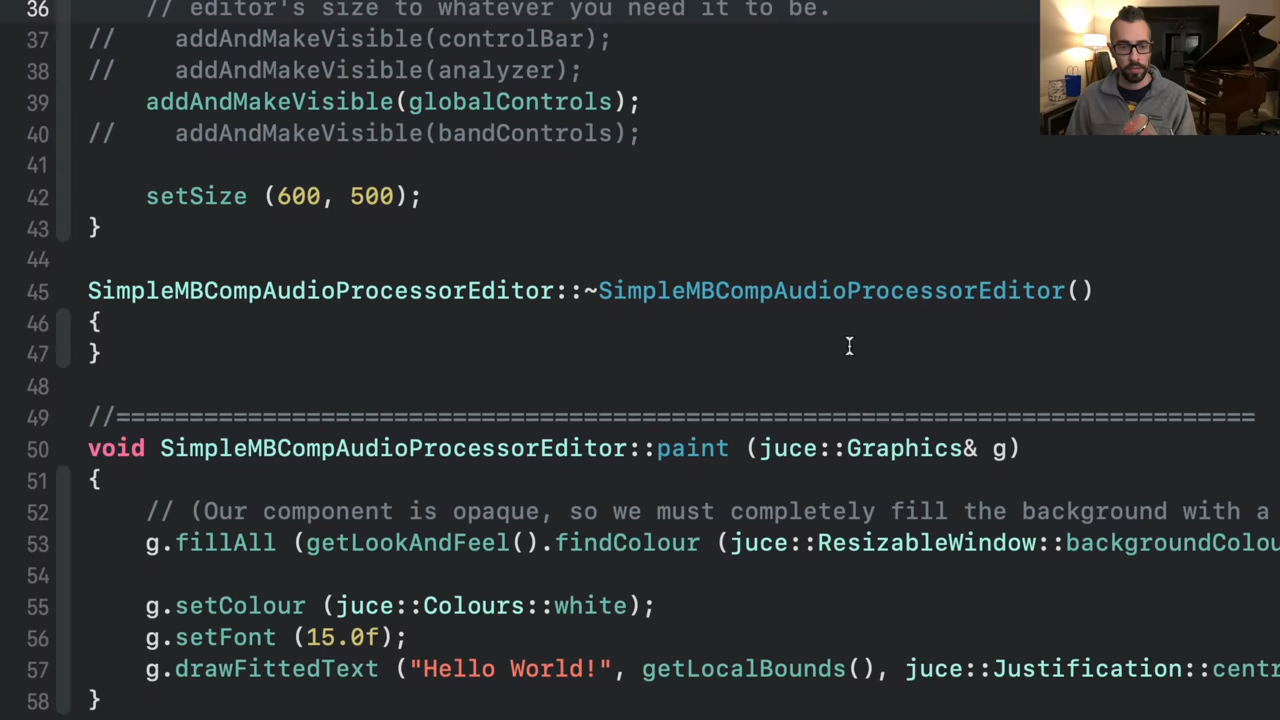 36 // editor's size to whatever you need it to be.
37 //    addAndMakeVisible(controlBar);
38 //    addAndMakeVisible(analyzer);
39     addAndMakeVisible(globalControls);
40 //    addAndMakeVisible(bandControls);
41
42     setSize (600, 500);
43 }
44
45 SimpleMBCompAudioProcessorEditor::~SimpleMBCompAudioProcessorEditor()
46 {
47 }
48
49 //==============================================================================
50 void SimpleMBCompAudioProcessorEditor::paint (juce::Graphics& g)
51 {
52     // (Our component is opaque, so we must completely fill the background with a
53     g.fillAll (getLookAndFeel().findColour (juce::ResizableWindow::backgroundColou
54
55     g.setColour (juce::Colours::white);
56     g.setFont (15.0f);
57     g.drawFittedText ("Hello World!", getLocalBounds(), juce::Justification::centr
58 }